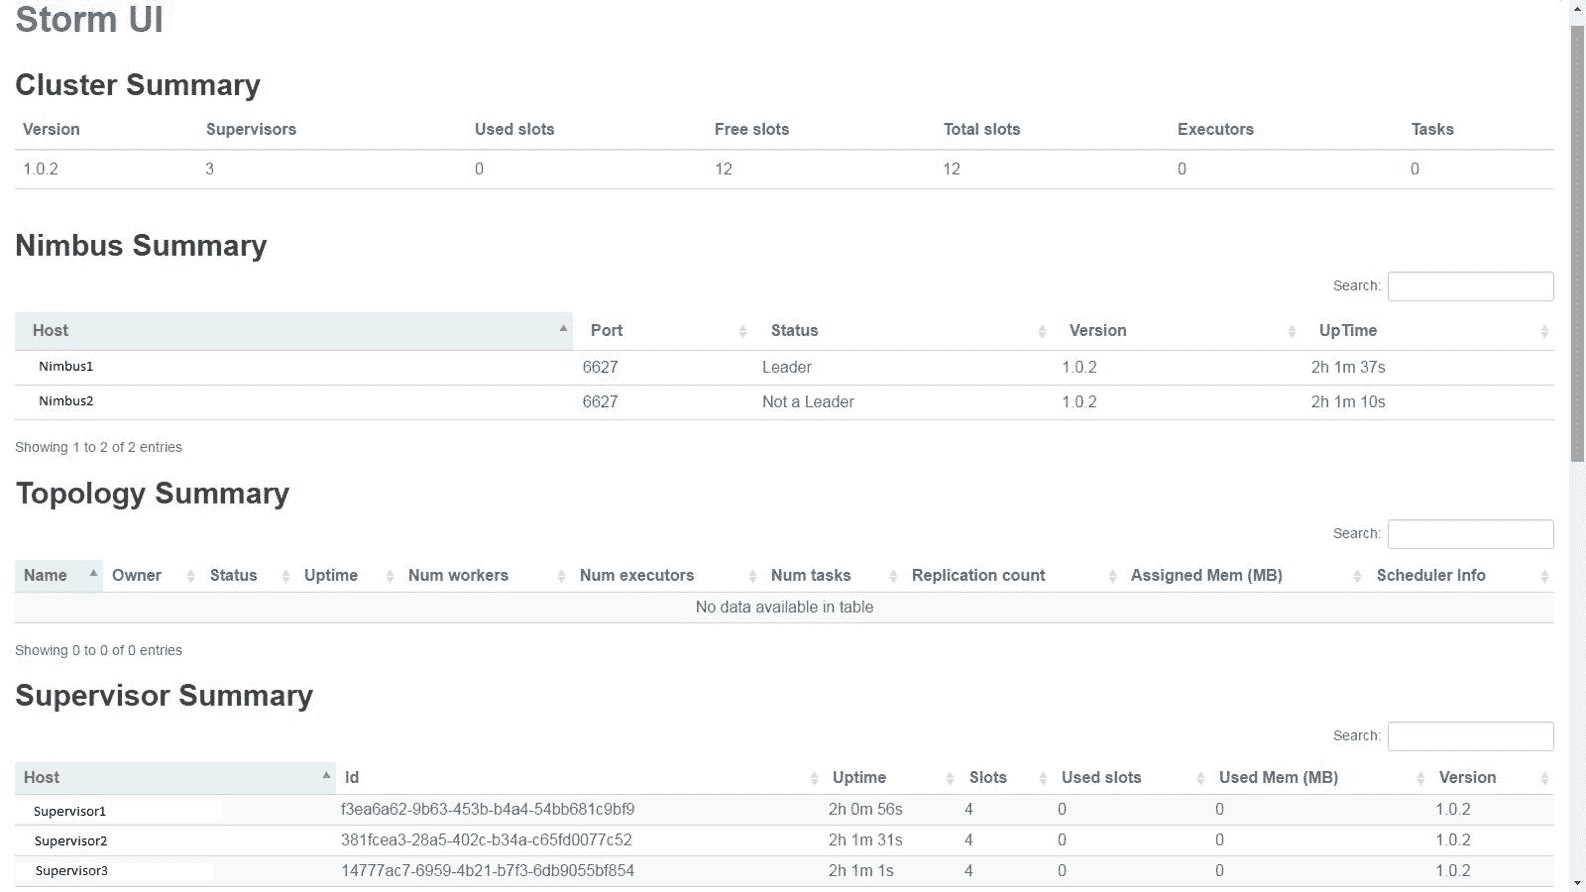 Storm UI
Cluster Summary
Version Supervisors Used slots Free slots Total slots Executors Tasks
1.0.2 3 0 12 12 0 0
Nimbus Summary
Search:
Host Port Status Version UpTime
Nimbus1 6627 Leader 1.0.2 2h 1m 37s
Nimbus2 6627 Not a Leader 1.0.2 2h 1m 10s
Showing 1 to 2 of 2 entries
Topology Summary
Search:
Name Owner Status Uptime Num workers Num executors Num tasks Replication count Assigned Mem (MB) Scheduler Info
No data available in table
Showing 0 to 0 of 0 entries
Supervisor Summary
Search:
Host Id Uptime Slots Used slots Used Mem (MB) Version
Supervisor1 f3ea6a62-9b63-453b-b4a4-54bb681c9bf9 2h 0m 56s 4 0 0 1.0.2
Supervisor2 381fcea3-28a5-402c-b34a-c65fd0077c52 2h 1m 31s 4 0 0 1.0.2
Supervisor3 14777ac7-6959-4b21-b7f3-6db9055bf854 2h 1m 1s 4 0 0 1.0.2